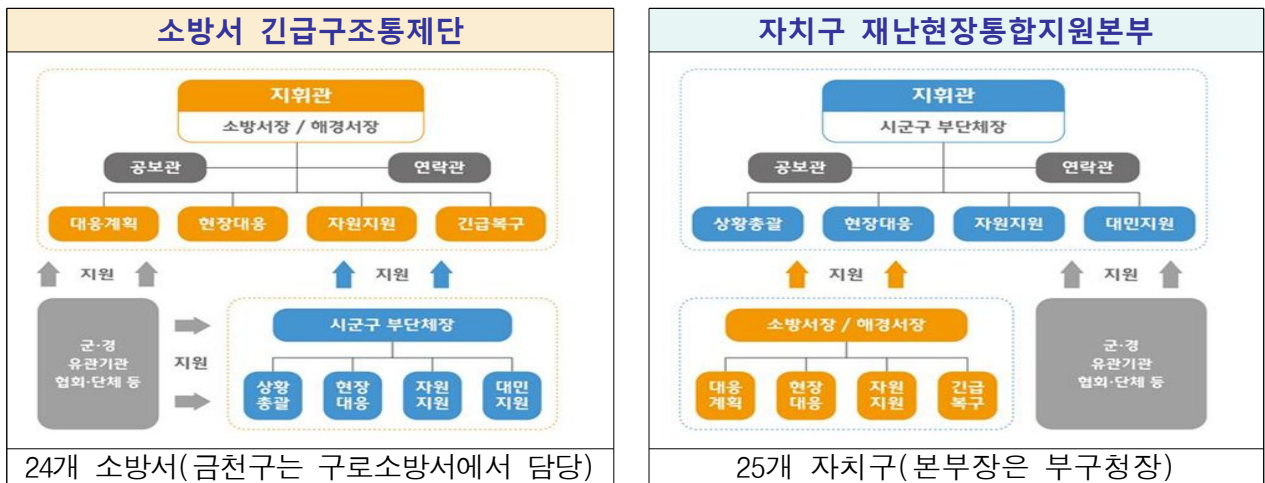 소방서 긴급구조통제단
지휘관
소방서장 / 해경서장
공보관
연락관
대응계획
현장대응
자원지원
긴급복구
지원
지원
군·경
유관기관
협회·단체 등
지원
시군구 부단체장
상황
총괄
현장
대응
자원
지원
대민
지원
24개 소방서(금천구는 구로소방서에서 담당)
자치구 재난현장통합지원본부
지휘관
시군구 부단체장
공보관
연락관
상황총괄
현장대응
자원지원
대민지원
지원
지원
소방서장 / 해경서장
대응
계획
현장
대응
자원
지원
긴급
복구
군·경
유관기관
협회·단체 등
25개 자치구(본부장은 부구청장)